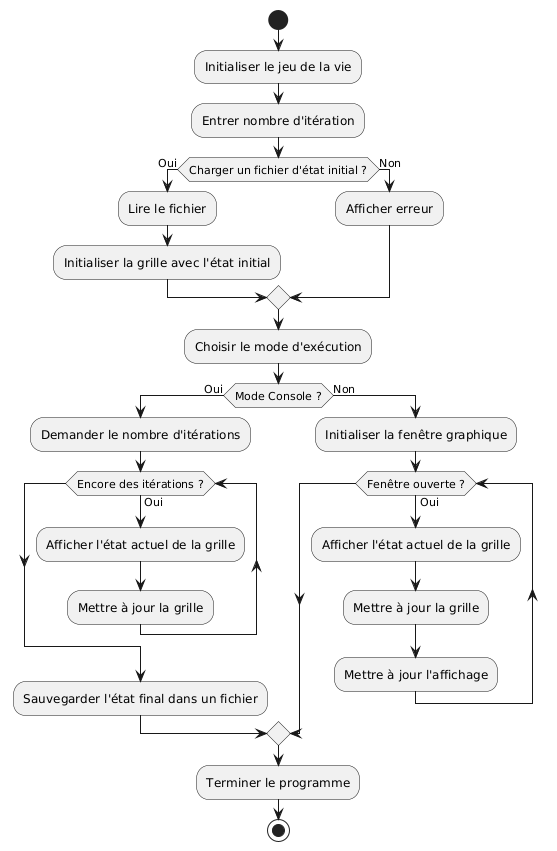 Initialiser le jeu de la vie
Entrer nombre d'itération
Charger un fichier d'état initial ?
Oui
Non
Lire le fichier
Afficher erreur
Initialiser la grille avec l'état initial
Choisir le mode d'exécution
Mode Console ?
Oui
Non
Demander le nombre d'itérations
Encore des itérations ?
Oui
Afficher l'état actuel de la grille
Mettre à jour la grille
Sauvegarder l'état final dans un fichier
Initialiser la fenêtre graphique
Fenêtre ouverte ?
Oui
Afficher l'état actuel de la grille
Mettre à jour la grille
Mettre à jour l'affichage
Terminer le programme